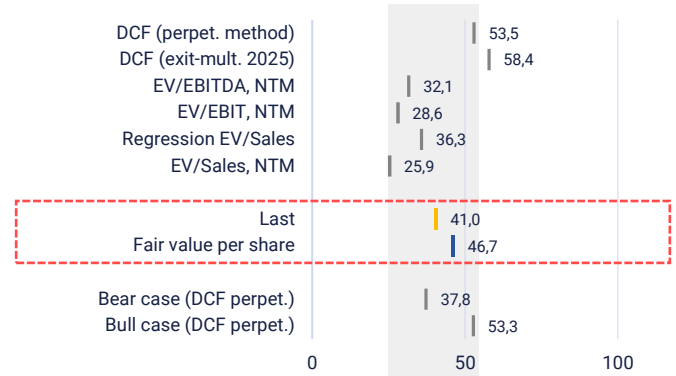 DCF (perpet. method) 53,5
DCF (exit-mult. 2025) 58,4
EV/EBITDA, NTM 32,1
EV/EBIT, NTM 28,6
Regression EV/Sales 36,3
EV/Sales, NTM 25,9
Last 41,0
Fair value per share 46,7
Bear case (DCF perpet.) 37,8
Bull case (DCF perpet.) 53,3
0 50 100